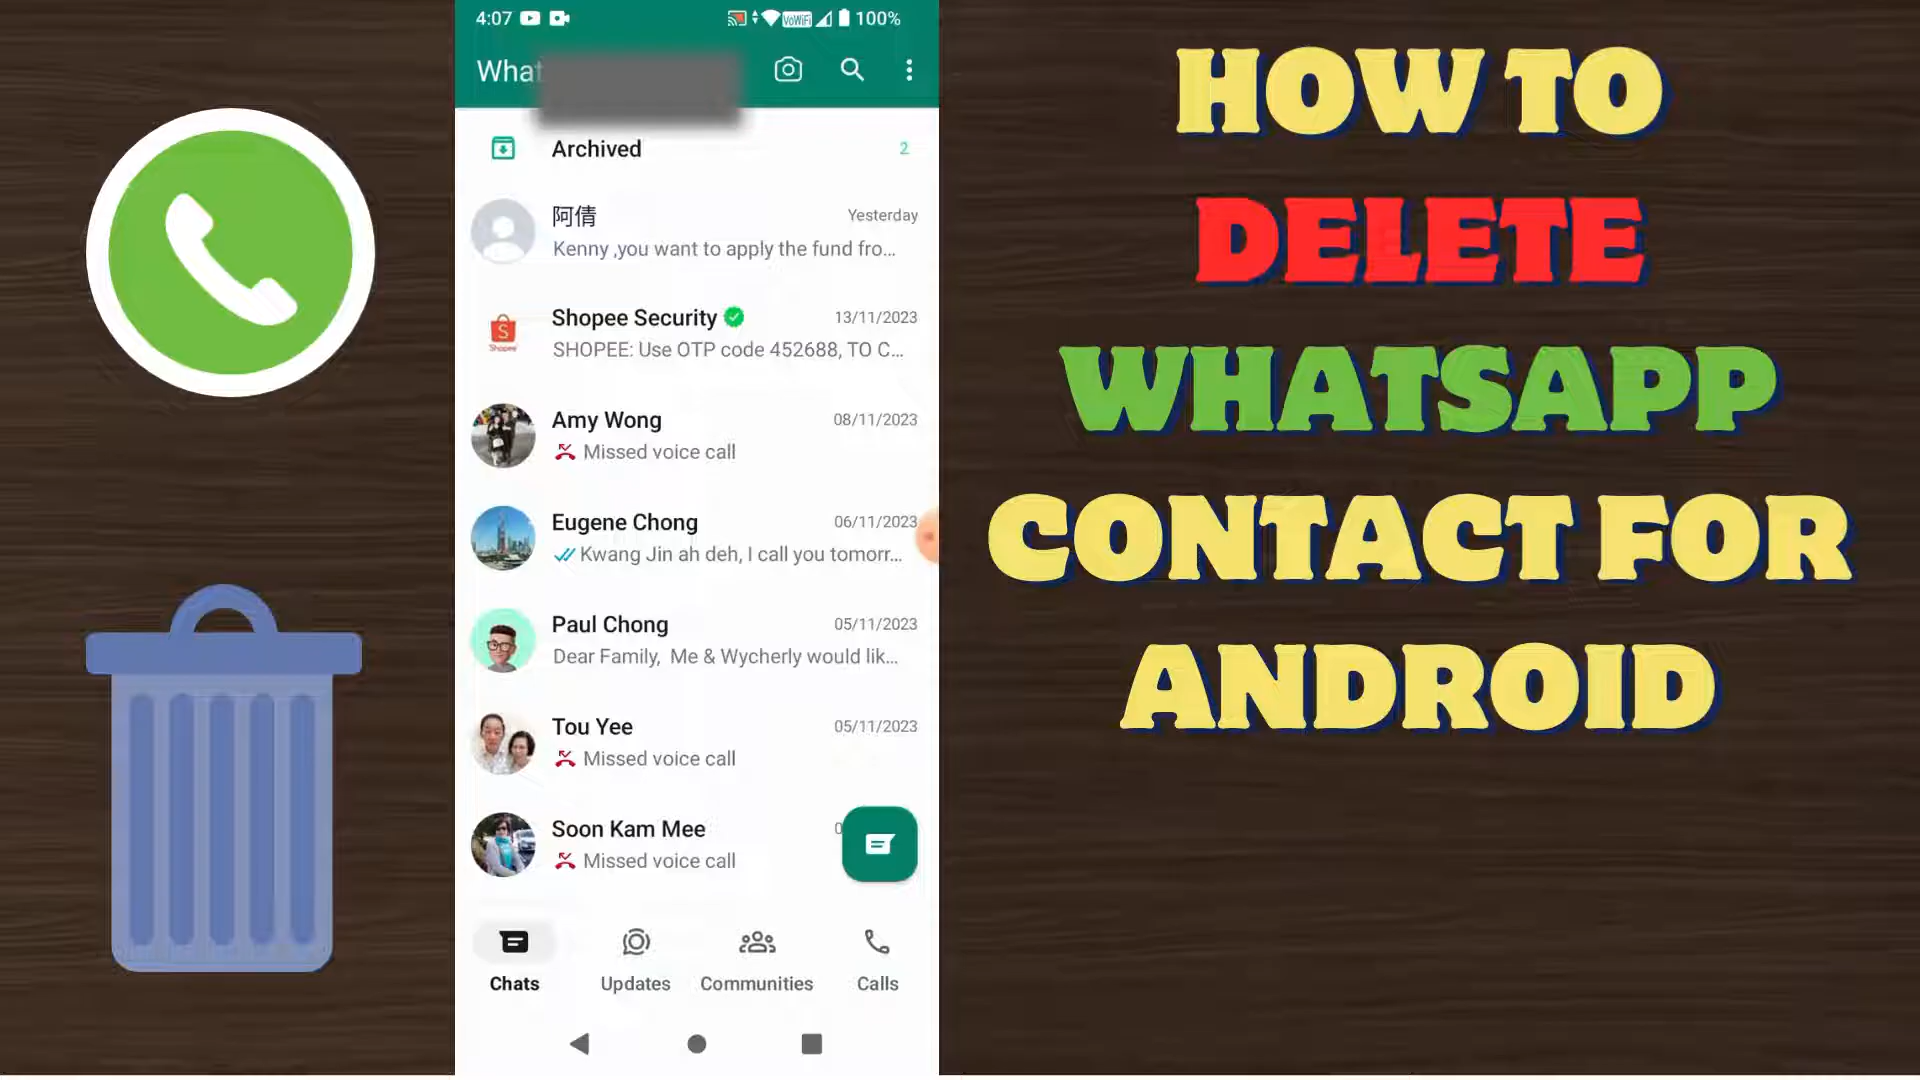 4:07 VoWiFi 100%
What
Archived 2
阿倩 Yesterday
Kenny ,you want to apply the fund fro...
Shopee Security 13/11/2023
SHOPEE: Use OTP code 452688, TO C...
Shopee
Amy Wong 08/11/2023
Missed voice call
Eugene Chong 06/11/2023
Kwang Jin ah deh, I call you tomorr...
Paul Chong 05/11/2023
Dear Family,  Me & Wycherly would lik...
Tou Yee 05/11/2023
Missed voice call
Soon Kam Mee 0
Missed voice call
Chats Updates Communities Calls
HOW TO
DELETE
WHATSAPP
CONTACT FOR
ANDROID